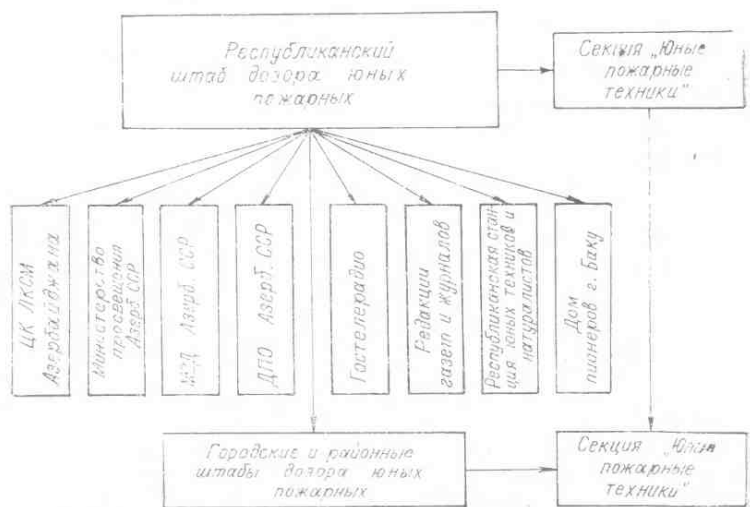 Республиканский
штаб дозора юных
пожарных
Секция „Юные
пожарные
техники"
ЦК ЛКСМ
Азербайджана
Министерство
просвещения
Азерб. ССР
Азерб. ССР
ДПО Азерб. ССР
Гостелерадио
Редакции
газет и журналов
Республиканская стан-
ция юных техников и
натуралистов
Дом
пионеров г. Баку
Городские и районные
штабы дозора юных
пожарных
Секция „Юные
пожарные
техники"